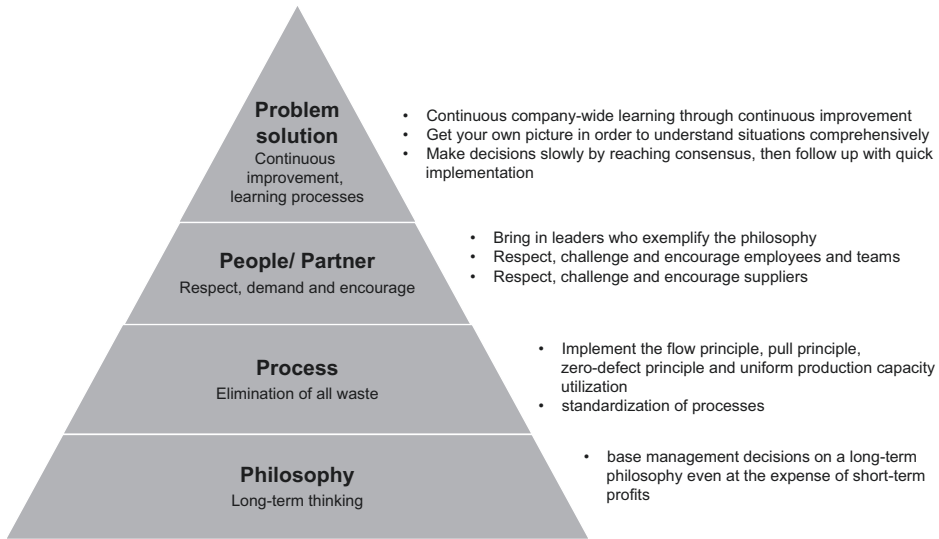 Problem
solution
Continuous
improvement,
learning processes
• Continuous company-wide learning through continuous improvement
• Get your own picture in order to understand situations comprehensively
• Make decisions slowly by reaching consensus, then follow up with quick
implementation
People/ Partner
Respect, demand and encourage
• Bring in leaders who exemplify the philosophy
• Respect, challenge and encourage employees and teams
• Respect, challenge and encourage suppliers
Process
Elimination of all waste
• Implement the flow principle, pull principle,
zero-defect principle and uniform production capacity
utilization
• standardization of processes
Philosophy
Long-term thinking
• base management decisions on a long-term
philosophy even at the expense of short-term
profits